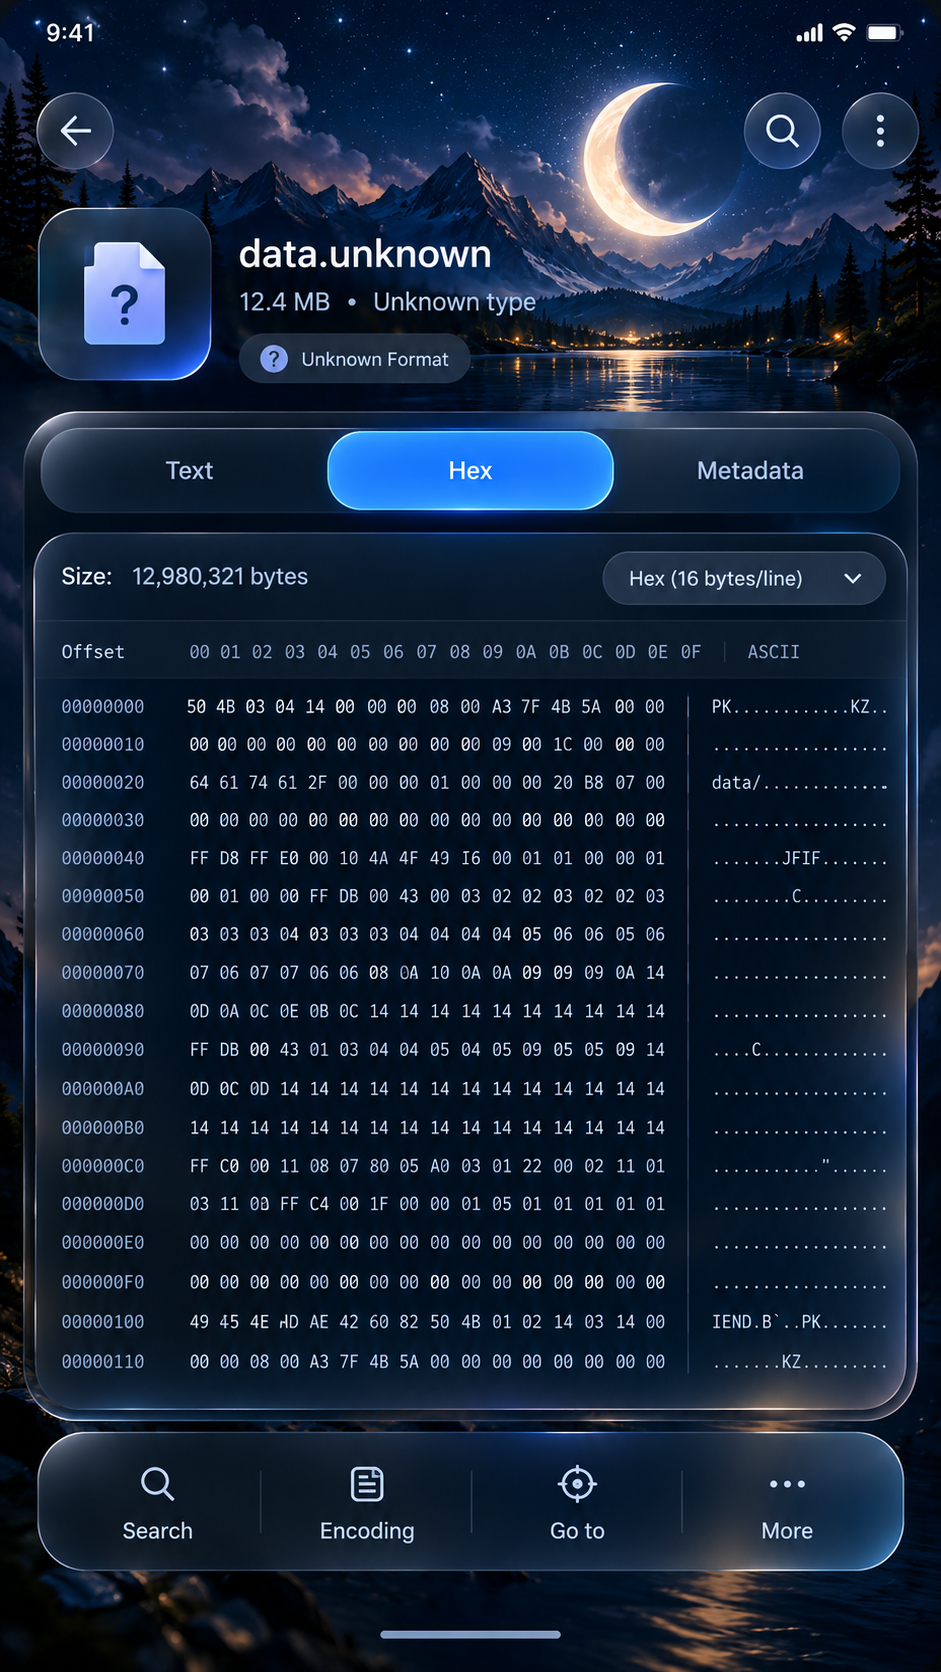 9:41
data.unknown
12.4 MB • Unknown type
? Unknown Format
Text Hex Metadata
Size: 12,980,321 bytes Hex (16 bytes/line)
Offset 00 01 02 03 04 05 06 07 08 09 0A 0B 0C 0D 0E 0F ASCII
00000000 50 4B 03 04 14 00 00 00 08 00 A3 7F 4B 5A 00 00 PK............KZ..
00000010 00 00 00 00 00 00 00 00 00 00 09 00 1C 00 00 00 ..................
00000020 64 61 74 61 2F 00 00 00 01 00 00 00 20 B8 07 00 data/.............
00000030 00 00 00 00 00 00 00 00 00 00 00 00 00 00 00 00 ..................
00000040 FF D8 FF E0 00 10 4A 4F 49 I6 00 01 01 00 00 01 .......JFIF.......
00000050 00 01 00 00 FF DB 00 43 00 03 02 02 03 02 02 03 ........C.........
00000060 03 03 03 04 03 03 03 04 04 04 04 05 06 06 05 06 ..................
00000070 07 06 07 07 06 06 08 0A 10 0A 0A 09 09 09 0A 14 ..................
00000080 0D 0A 0C 0E 0B 0C 14 14 14 14 14 14 14 14 14 14 ..................
00000090 FF DB 00 43 01 03 04 04 05 04 05 09 05 05 09 14 ....C.............
000000A0 0D 0C 0D 14 14 14 14 14 14 14 14 14 14 14 14 14 ..................
000000B0 14 14 14 14 14 14 14 14 14 14 14 14 14 14 14 14 ..................
000000C0 FF C0 00 11 08 07 80 05 A0 03 01 22 00 02 11 01 ..........."......
000000D0 03 11 FF C4 00 1F 00 00 01 05 01 01 01 01 01 ..................
000000E0 00 00 00 00 00 00 00 00 00 00 00 00 00 00 00 00 ..................
000000F0 00 00 00 00 00 00 00 00 00 00 00 00 00 00 00 00 ..................
00000100 49 45 4E AE 42 60 82 50 4B 01 02 14 03 14 00 IEND.B`..PK.......
00000110 00 00 08 00 A3 7F 4B 5A 00 00 00 00 00 00 00 00 .......KZ.........
Search Encoding Go to More